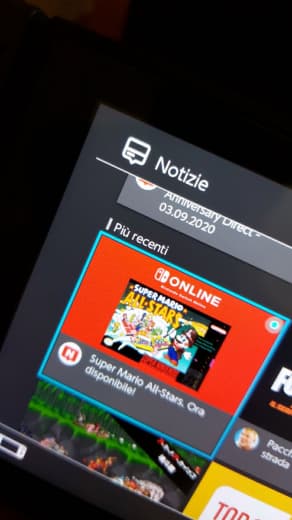 Notizie
Anniversary Direct -
03.09.2020
Più recenti
ONLINE
SUPER MARIO
ALL-STARS
Super Mario All-Stars. Ora
disponibile!
Pacch
strada